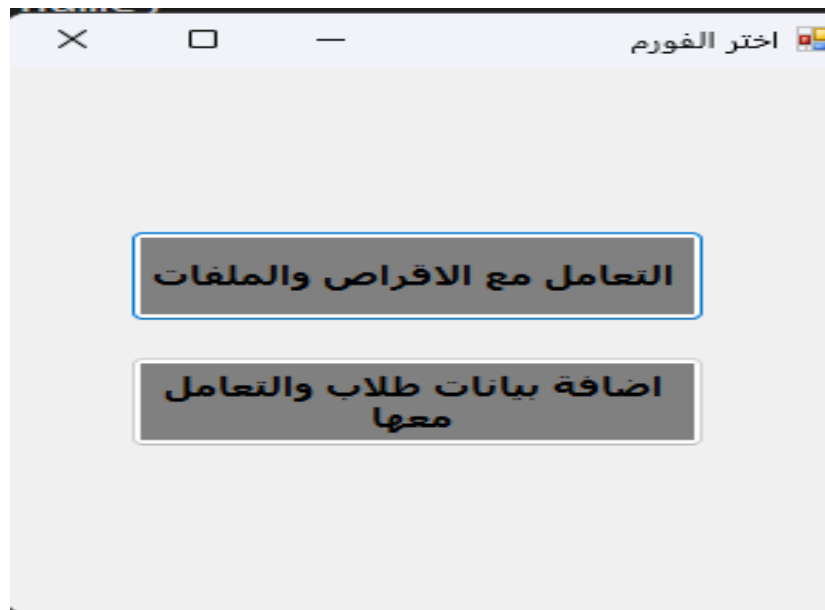 اختر الفورم
التعامل مع الاقراص والملفات
اضافة بيانات طلاب والتعامل
معها